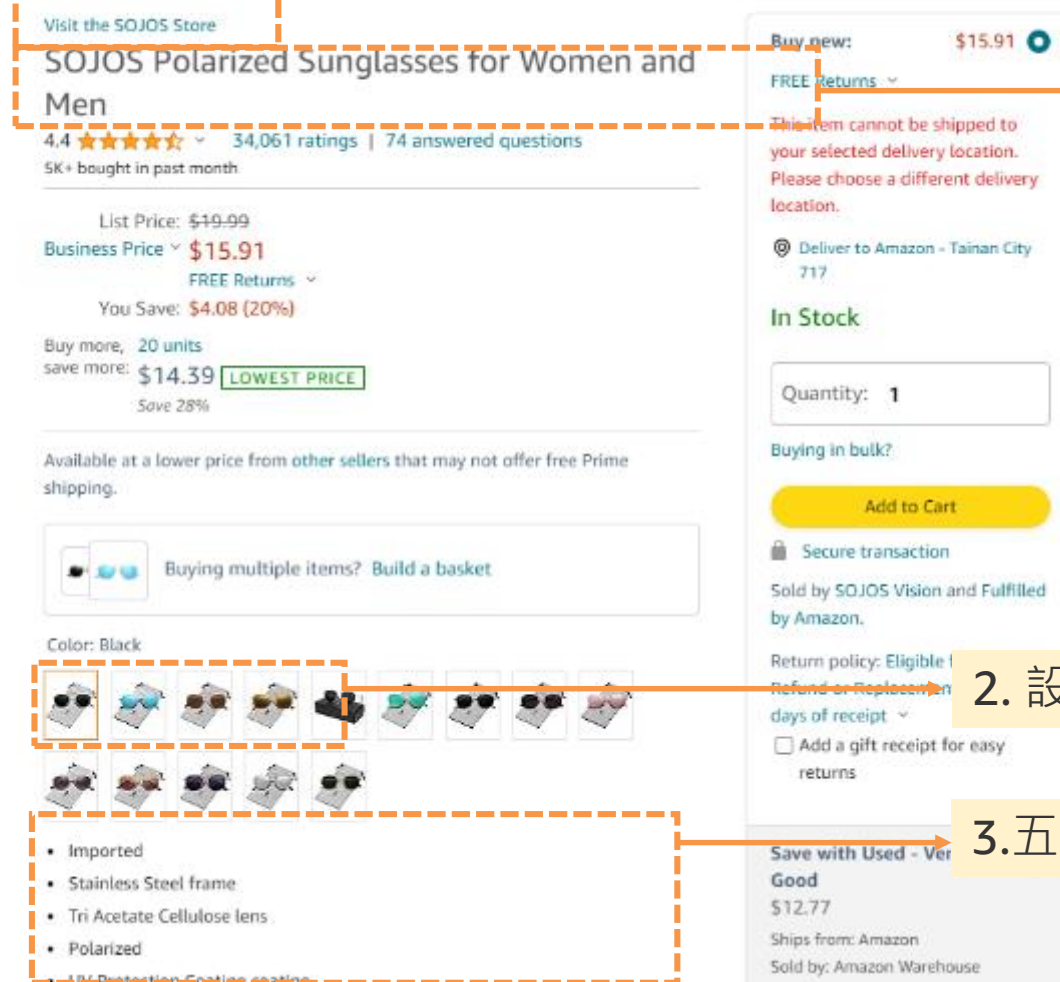 Visit the SOJOS Store
SOJOS Polarized Sunglasses for Women and
Men
4.4
34,061 ratings | 74 answered questions
5K+ bought in past month
List Price: $19.99
Business Price $15.91
FREE Returns
You Save: $4.08 (20%)
Buy more, 20 units
save more: $14.39 LOWEST PRICE
Save 28%
Available at a lower price from other sellers that may not offer free Prime
shipping.
Buying multiple items? Build a basket
Color: Black
• Imported
• Stainless Steel frame
• Tri Acetate Cellulose lens
• Polarized
• UV Protection Coating coating
Buy new: $15.91
FREE Returns
This item cannot be shipped to
your selected delivery location.
Please choose a different delivery
location.
Deliver to Amazon - Tainan City
717
In Stock
Quantity: 1
Buying in bulk?
Add to Cart
Secure transaction
Sold by SOJOS Vision and Fulfilled
by Amazon.
Return policy: Eligible
Refund or
days of receipt
Add a gift receipt for easy
returns
2. 設
3.五
Save with Used -
Good
$12.77
Ships from: Amazon
Sold by: Amazon Warehouse